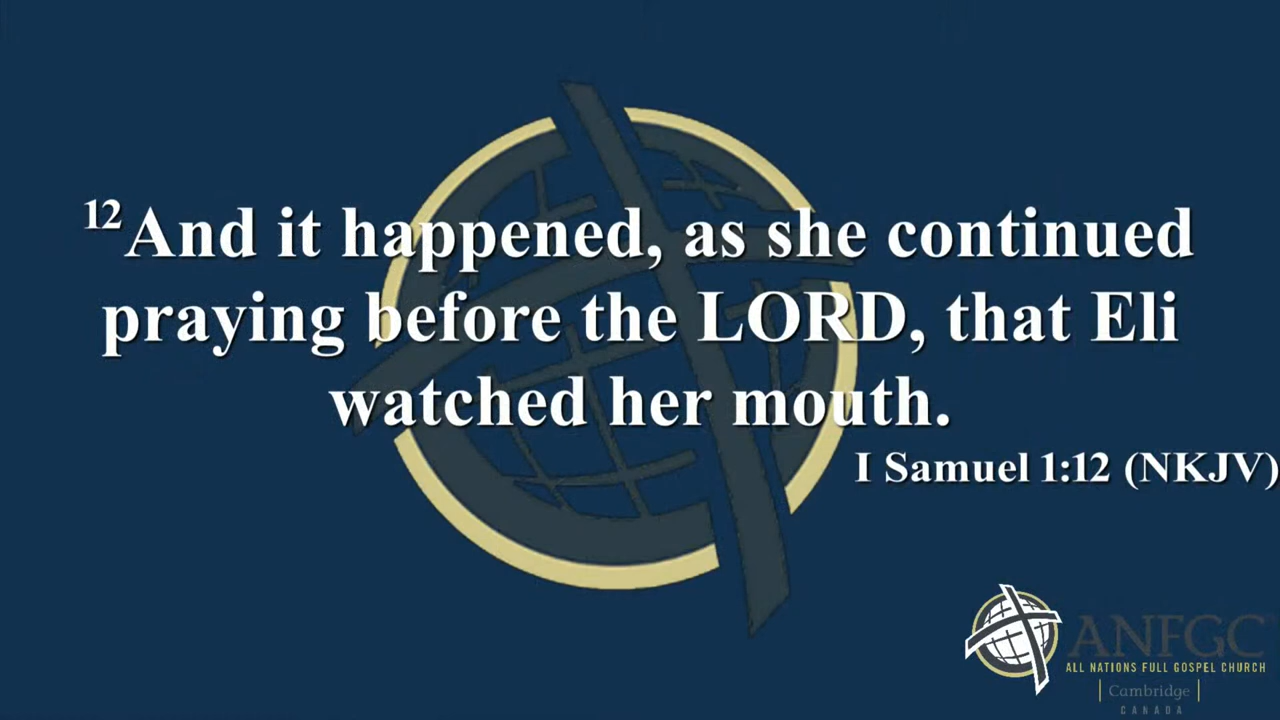 12And it happened, as she continued
praying before the LORD, that Eli
watched her mouth.
I Samuel 1:12 (NKJV)
ANFGC
ALL NATIONS FULL GOSPEL CHURCH
| Cambridge |
CANADA